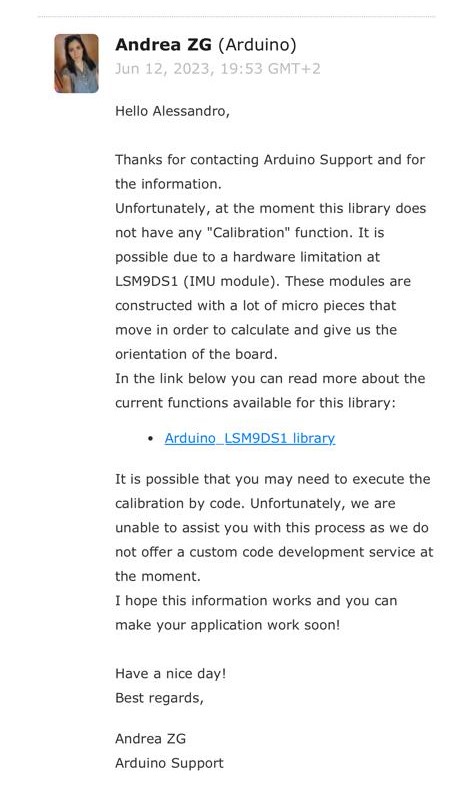 Andrea ZG (Arduino)
Jun 12, 2023, 19:53 GMT+2
Hello Alessandro,
Thanks for contacting Arduino Support and for
the information.
Unfortunately, at the moment this library does
not have any "Calibration" function. It is
possible due to a hardware limitation at
LSM9DS1 (IMU module). These modules are
constructed with a lot of micro pieces that
move in order to calculate and give us the
orientation of the board.
In the link below you can read more about the
current functions available for this library:
• Arduino_LSM9DS1 library
It is possible that you may need to execute the
calibration by code. Unfortunately, we are
unable to assist you with this process as we do
not offer a custom code development service at
the moment.
I hope this information works and you can
make your application work soon!
Have a nice day!
Best regards,
Andrea ZG
Arduino Support